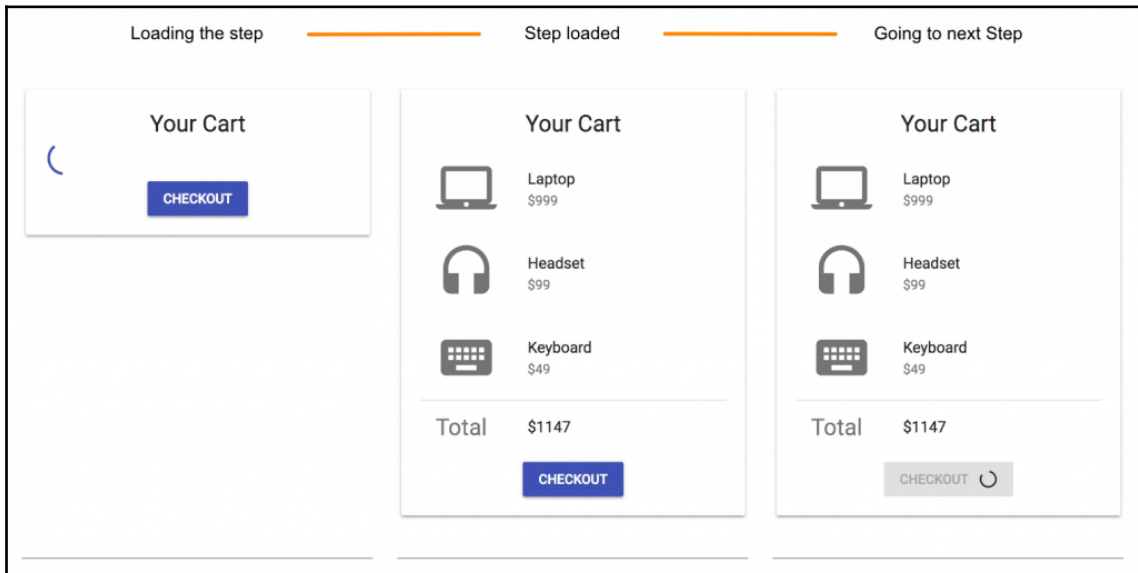 Loading the step
Step loaded
Going to next Step
Your Cart
CHECKOUT
Your Cart
Laptop
$999
Headset
$99
Keyboard
$49
Total $1147
CHECKOUT
Your Cart
Laptop
$999
Headset
$99
Keyboard
$49
Total $1147
CHECKOUT